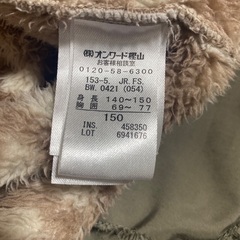 ㈱オンワード樫山
お客様相談室
0120-58-6300
153-5. JR.FS.
BW. 0421 (054)
身長 140~150
胸囲 69~77
150
INS. 458350
LOT 6941676